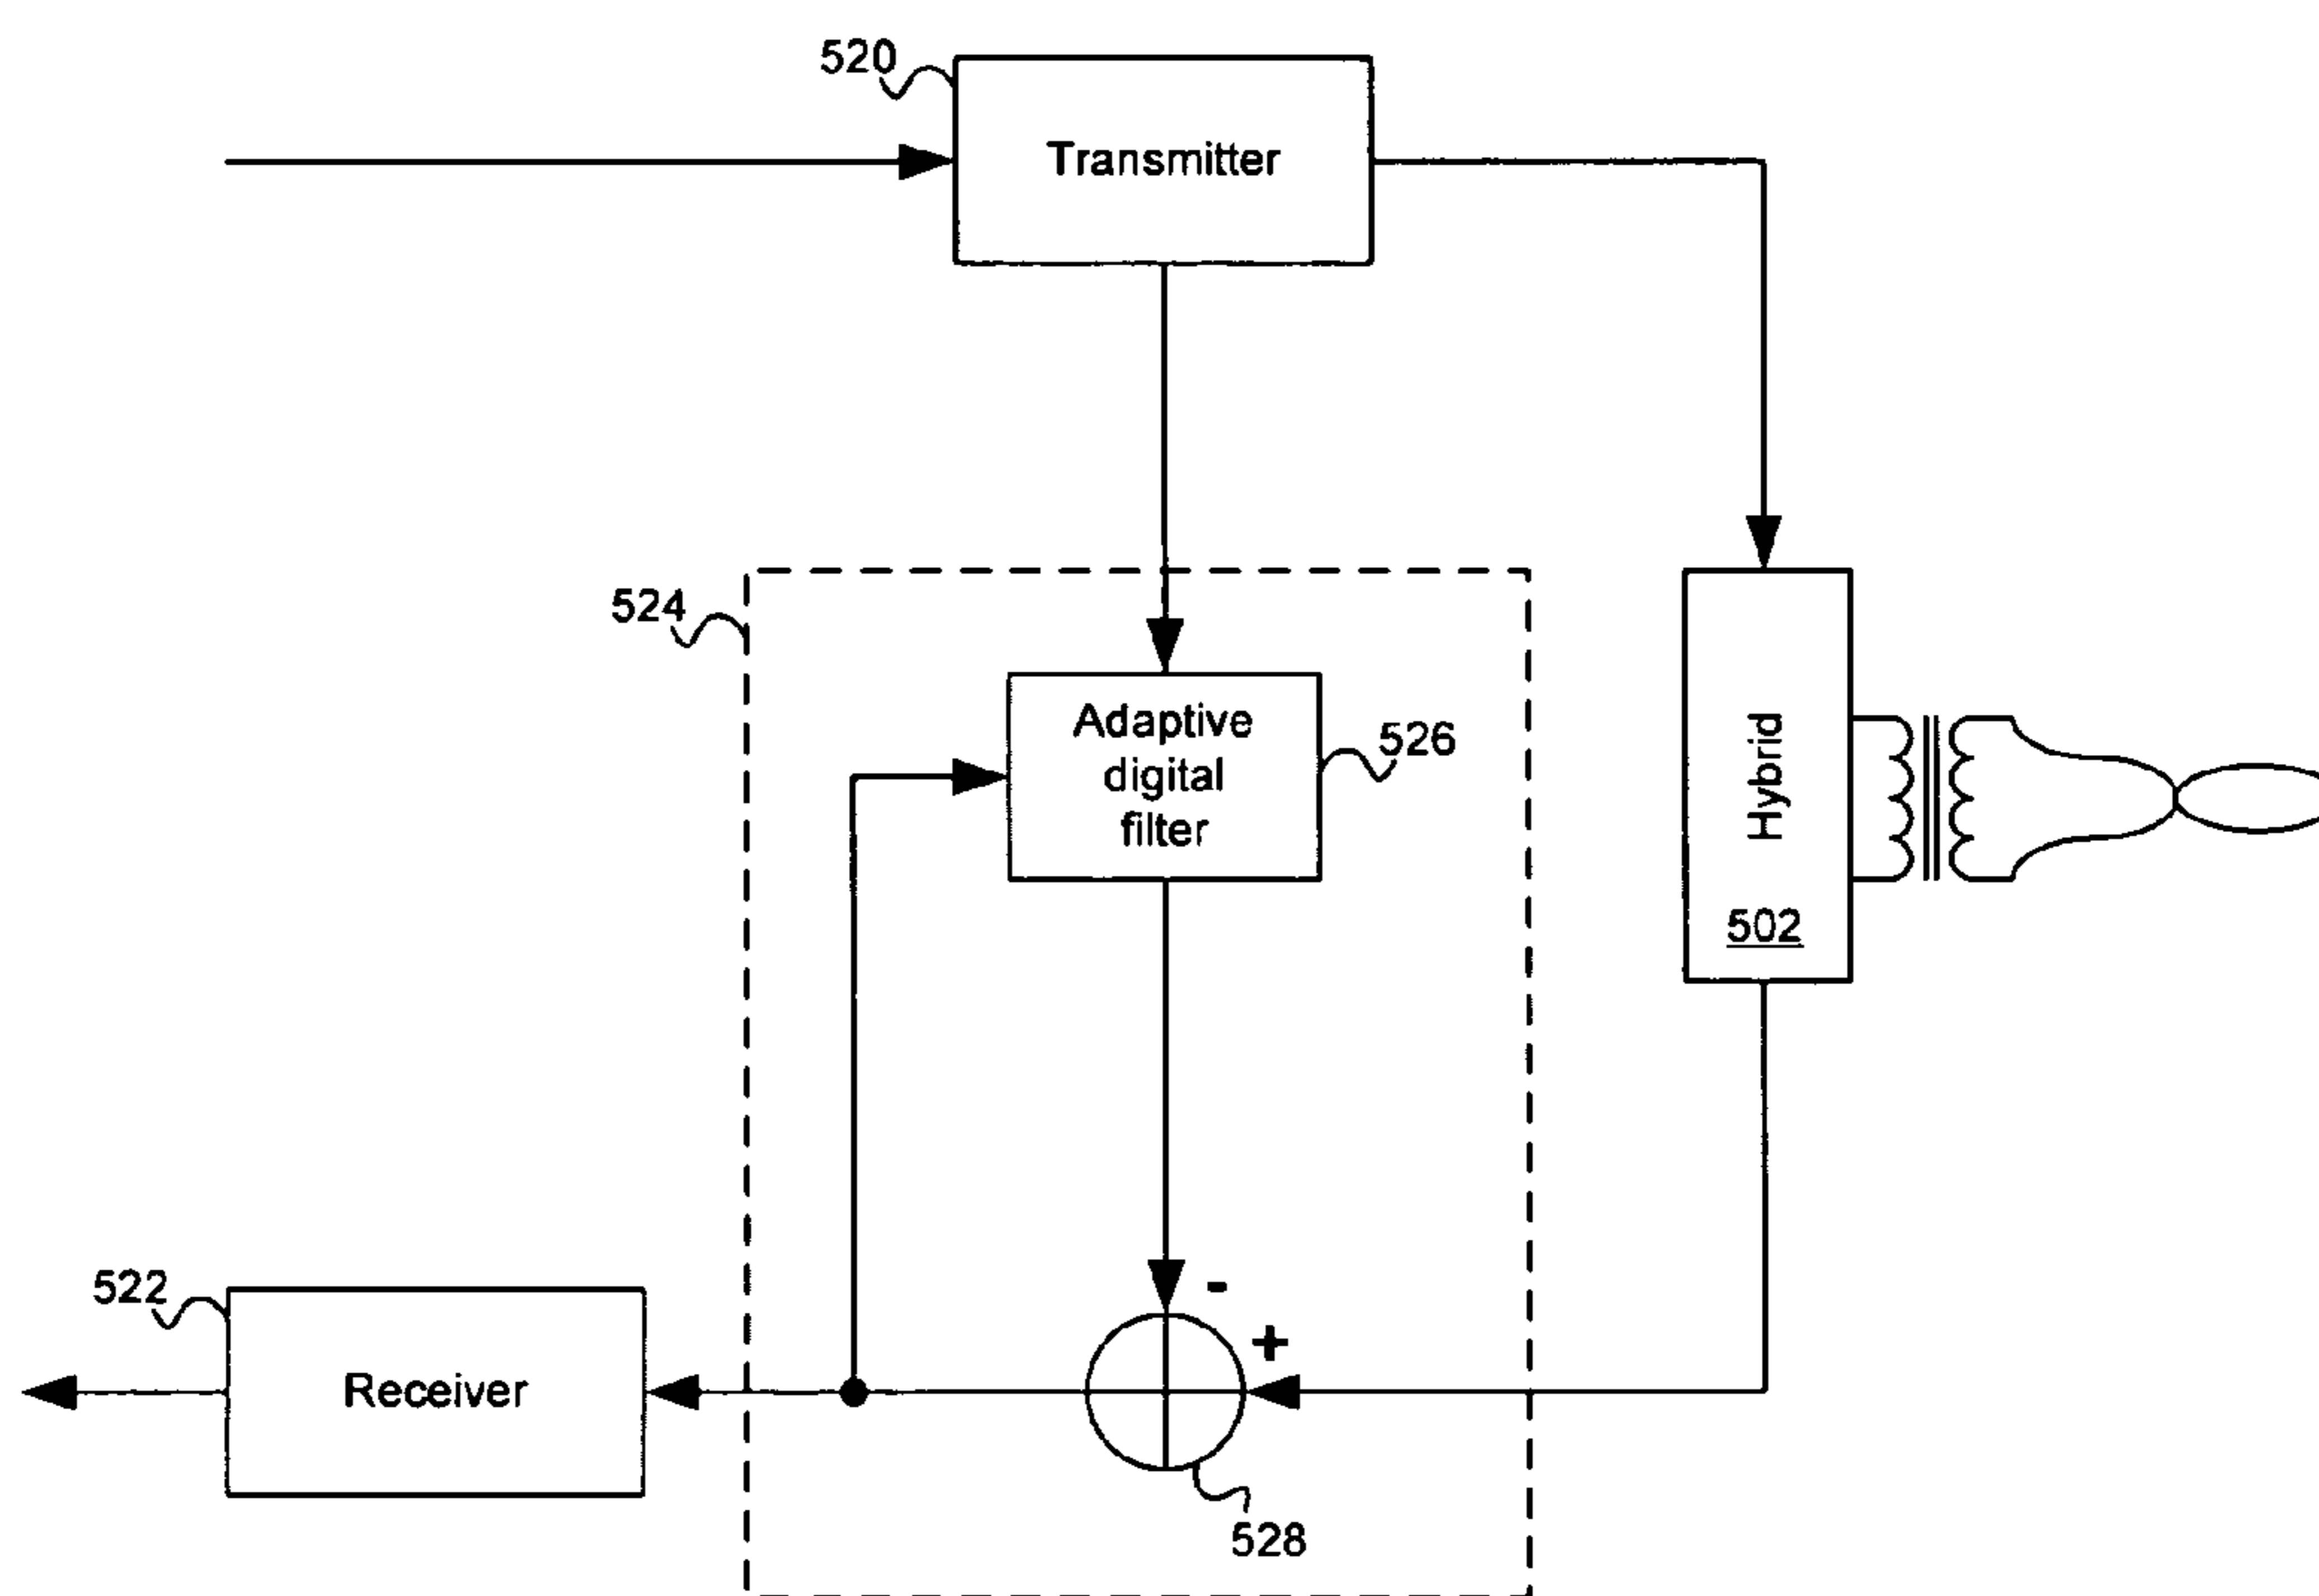 520
Transmitter
524
Adaptive
digital
filter
526
Hybrid
502
-
+
522
Receiver
528